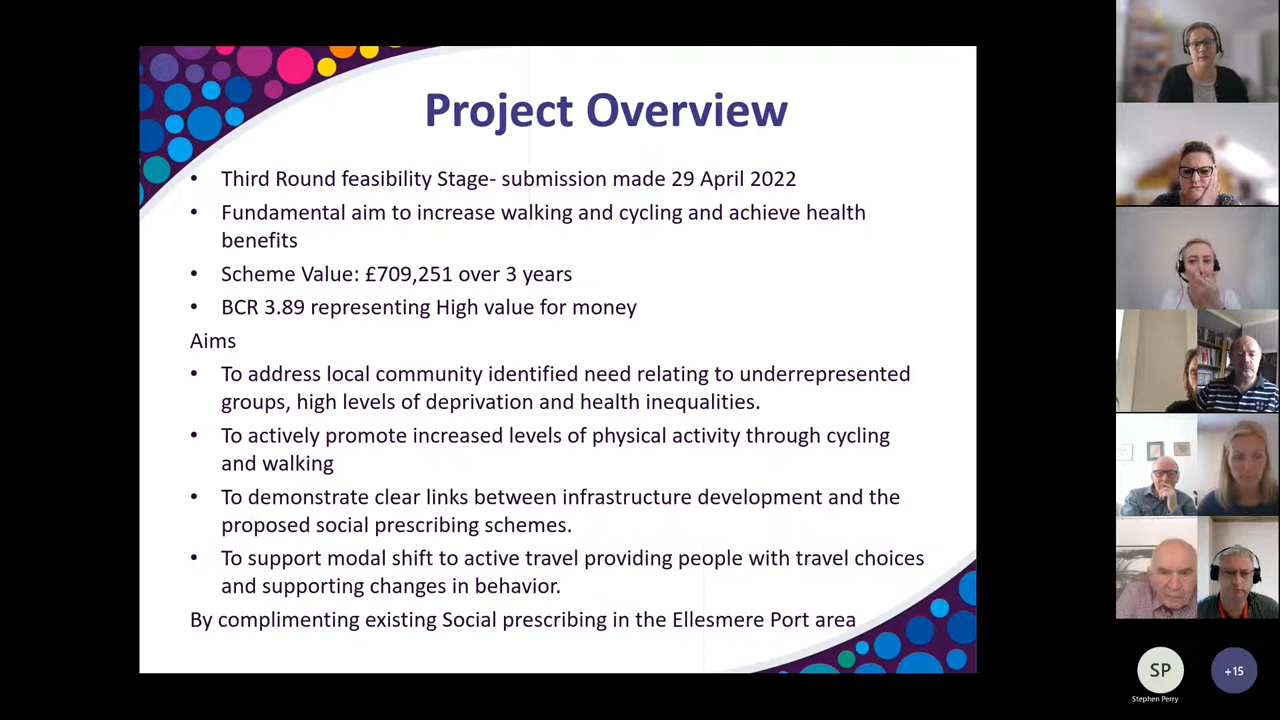 Project Overview
• Third Round feasibility Stage- submission made 29 April 2022
• Fundamental aim to increase walking and cycling and achieve health
benefits
• Scheme Value: £709,251 over 3 years
• BCR 3.89 representing High value for money
Aims
• To address local community identified need relating to underrepresented
groups, high levels of deprivation and health inequalities.
• To actively promote increased levels of physical activity through cycling
and walking
• To demonstrate clear links between infrastructure development and the
proposed social prescribing schemes.
• To support modal shift to active travel providing people with travel choices
and supporting changes in behavior.
By complimenting existing Social prescribing in the Ellesmere Port area
SP
Stephen Perry
+15